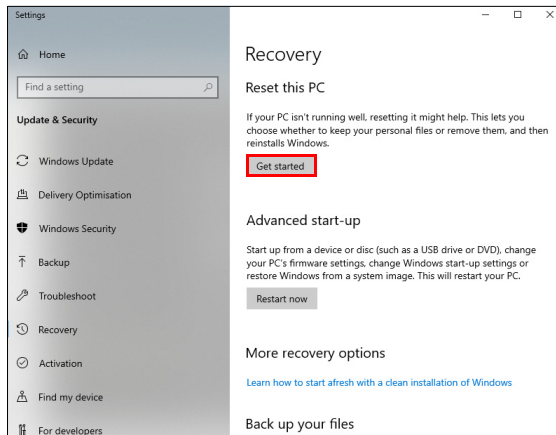 Settings
Home
Find a setting
Update & Security
Windows Update
Delivery Optimisation
Windows Security
Backup
Troubleshoot
Recovery
Activation
Find my device
For developers
Recovery
Reset this PC
If your PC isn't running well, resetting it might help. This lets you
choose whether to keep your personal files or remove them, and then
reinstalls Windows.
Get started
Advanced start-up
Start up from a device or disc (such as a USB drive or DVD), change
your PC's firmware settings, change Windows start-up settings or
restore Windows from a system image. This will restart your PC.
Restart now
More recovery options
Learn how to start afresh with a clean installation of Windows
Back up your files